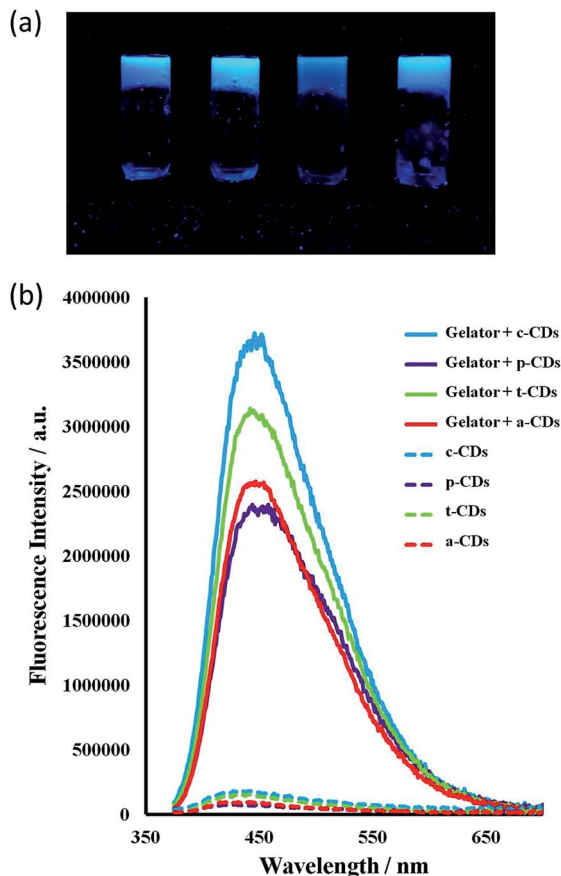 (a)
(b)
4000000
3500000
3000000
2500000
2000000
1500000
1000000
500000
0
Fluorescence Intensity / a.u.
Gelator + c-CDs
Gelator + p-CDs
Gelator + t-CDs
Gelator + a-CDs
c-CDs
p-CDs
t-CDs
a-CDs
350 450 550 650
Wavelength / nm